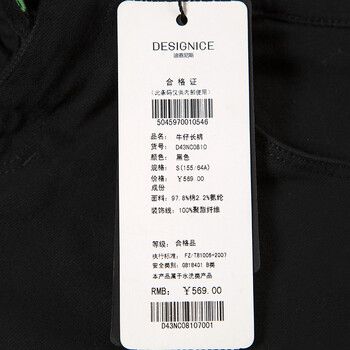 DESIGNICE
迪赛尼斯
合格证
(此条码仅供内部使用)
5045970010546
品名: 牛仔长裤
货号: D43NC0810
颜色: 黑色
规格: S(155/64A)
价格: ￥569.00
成份
面料: 97.8%棉2.2%氨纶
装饰线: 100%聚酯纤维
等级: 合格品
执行标准: FZ/T81006-2007
安全类别: GB18401 B类
本产品属于水洗类产品
RMB: ￥569.00
D43NC08107001